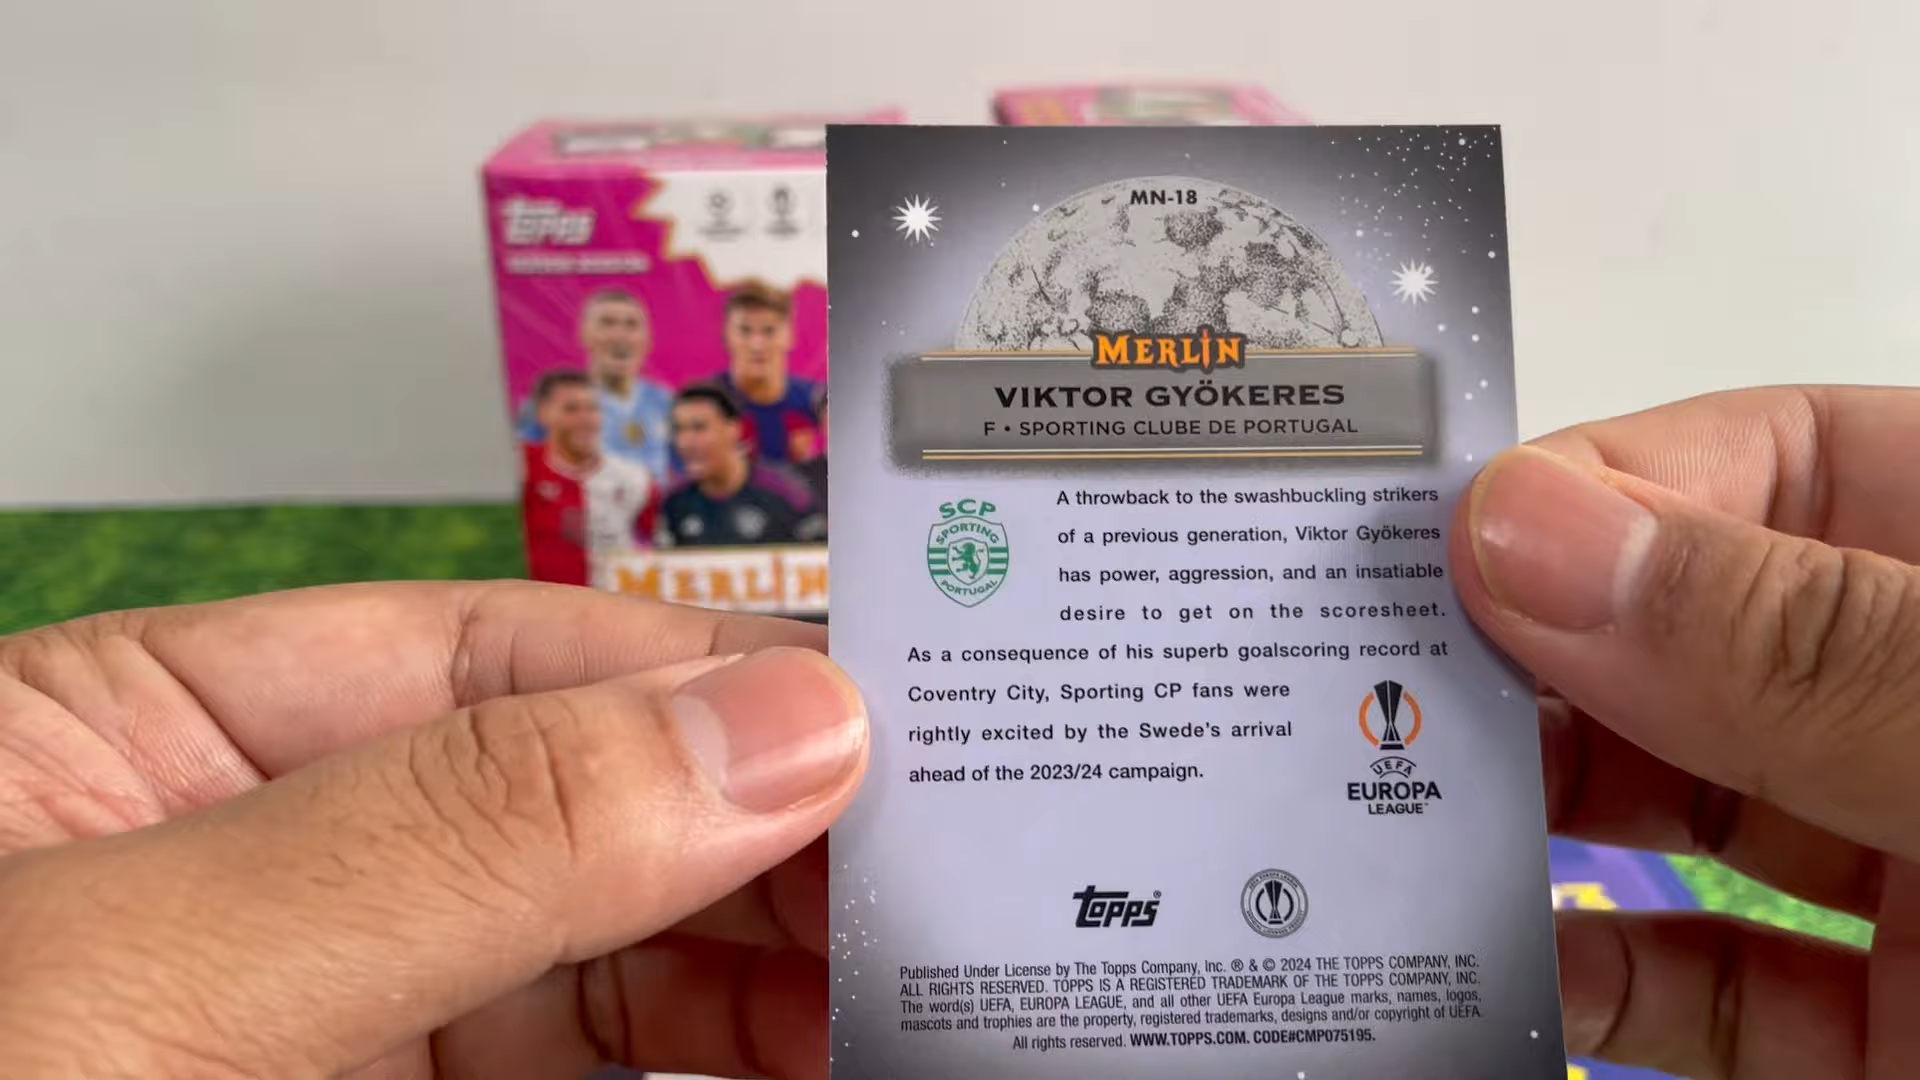 MN-18
MERLIN
VIKTOR GYÖKERES
F • SPORTING CLUBE DE PORTUGAL
SCP
SPORTING
PORTUGAL
A throwback to the swashbuckling strikers
of a previous generation, Viktor Gyökeres
has power, aggression, and an insatiable
desire to get on the scoresheet.
As a consequence of his superb goalscoring record at
Coventry City, Sporting CP fans were
rightly excited by the Swede's arrival
ahead of the 2023/24 campaign.
UEFA
EUROPA
LEAGUE™
topps®
Published Under License by The Topps Company, Inc. ® & © 2024 THE TOPPS COMPANY, INC.
ALL RIGHTS RESERVED. TOPPS IS A REGISTERED TRADEMARK OF THE TOPPS COMPANY, INC.
The word(s) UEFA, EUROPA LEAGUE, and all other UEFA Europa League marks, names, logos,
mascots and trophies are the property, registered trademarks, designs and/or copyright of UEFA.
All rights reserved. WWW.TOPPS.COM. CODE#CMP075195.
topps
MERLIN